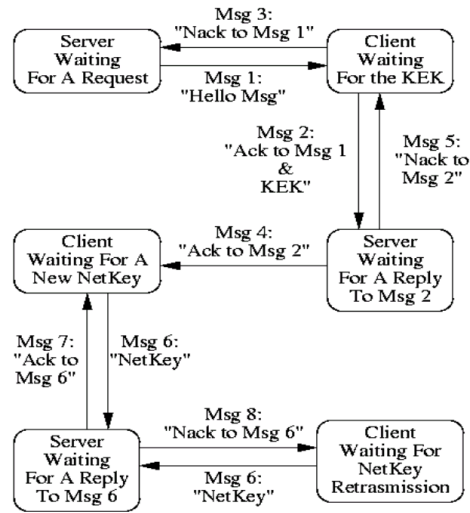 Msg 3:
"Nack to Msg 1"
Server
Waiting
For A Request
Client
Waiting
For the KEK
Msg 1:
"Hello Msg"
Msg 2:
"Ack to Msg 1
&
KEK"
Msg 5:
"Nack to
Msg 2"
Client
Waiting For A
New NetKey
Msg 4:
"Ack to Msg 2"
Server
Waiting
For A Reply
To Msg 2
Msg 7:
"Ack to
Msg 6"
Msg 6:
"NetKey"
Server
Waiting
For A Reply
To Msg 6
Msg 8:
"Nack to Msg 6"
Msg 6:
"NetKey"
Client
Waiting For
NetKey
Retrasmission